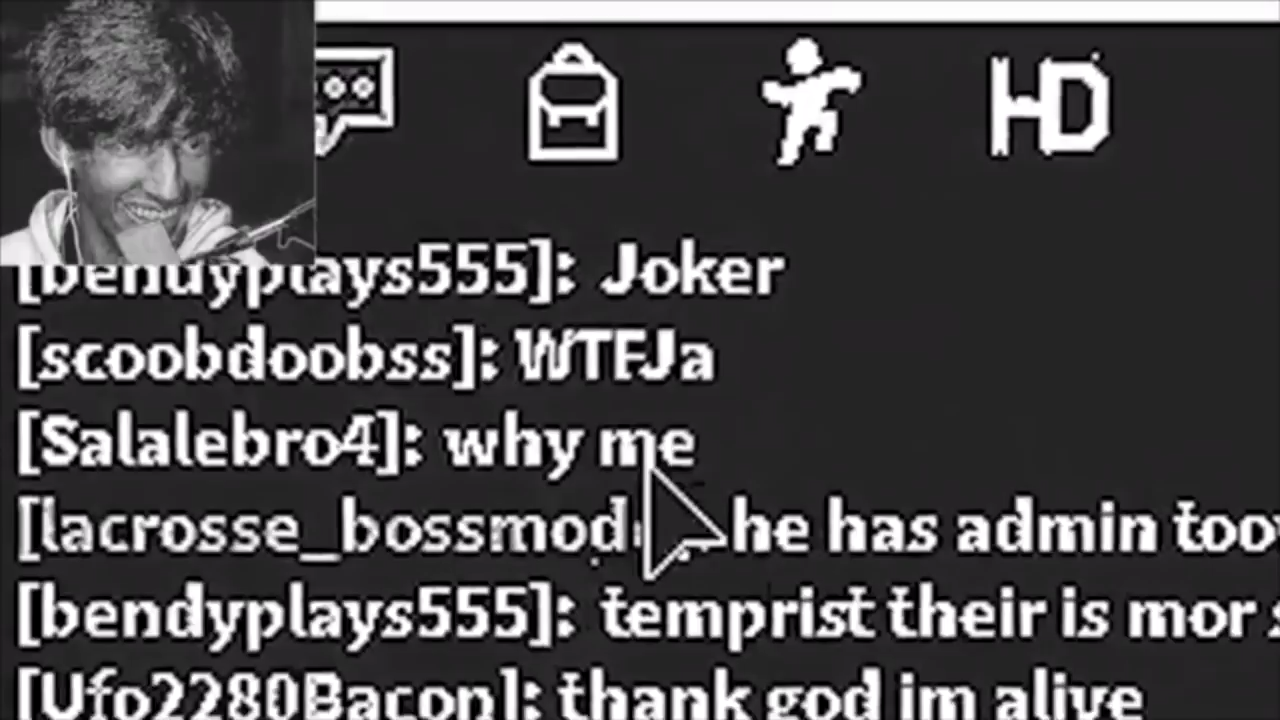 HD
[bendyplays555]: Joker
[scoobdoobss]: WTFJa
[Salalebro4]: why me
[lacrosse_bossmod he has admin too
[bendyplays555]: temprist their is mor
[Ufo2280Bacon]: thank god im alive